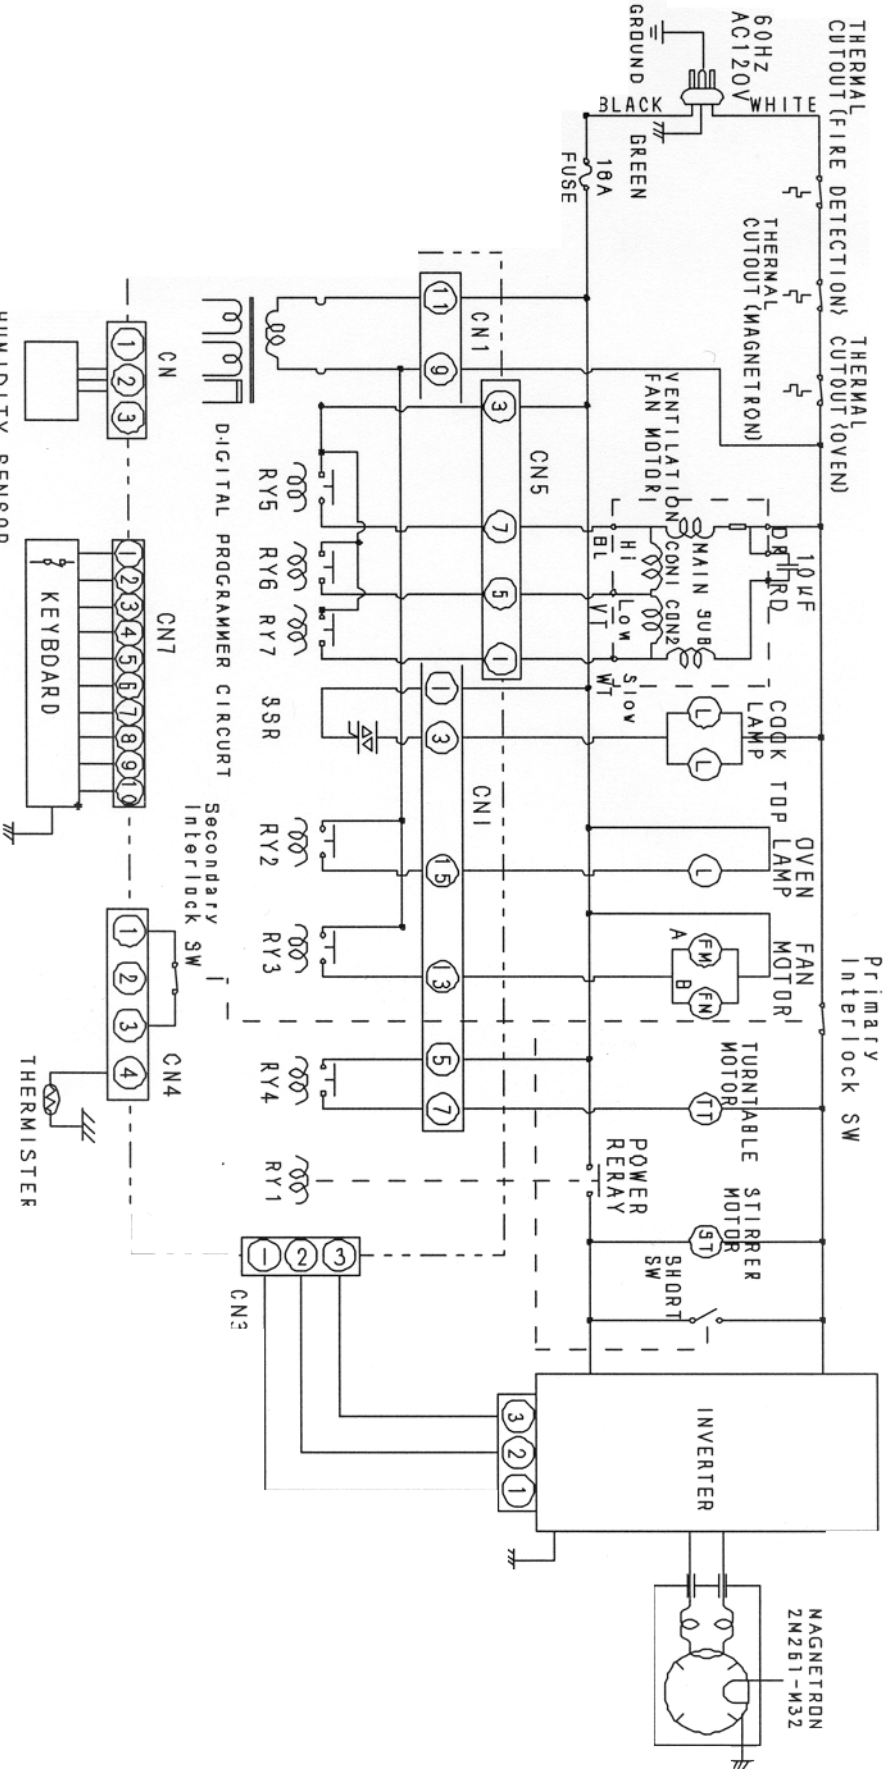 THERMAL
CUTOUT (FIRE DETECTION)
THERMAL
CUTOUT (OVEN)
THERMAL
CUTOUT (MAGNETRON)
60Hz
AC120V
GROUND
WHITE
BLACK
GREEN
18A
FUSE
VENTILATION
FAN MOTOR
10µF
OR
RD
MAIN
SUB
CON1
CON2
Hi
Low
Slow
BL
VT
WT
COOK TOP
LAMP
L
L
OVEN
LAMP
L
FAN
MOTOR
A
FM
B
FN
Primary
Interlock SW
TURNTABLE
MOTOR
TT
STIRRER
MOTOR
ST
POWER
RERAY
SHORT
SW
INVERTER
3
2
1
MAGNETRON
2M261-M32
CN1
11
9
CN5
3
7
5
1
CN1
1
3
15
13
5
7
RY5
RY6
RY7
SSR
RY2
RY3
RY4
RY1
DIGITAL PROGRAMMER CIRCURT
CN3
1
2
3
CN
1
2
3
HUMIDITY RENSOR
CN7
1
2
3
4
5
6
7
8
9
10
KEYBOARD
Secondary
Interlock SW
CN4
1
2
3
4
THERMISTER